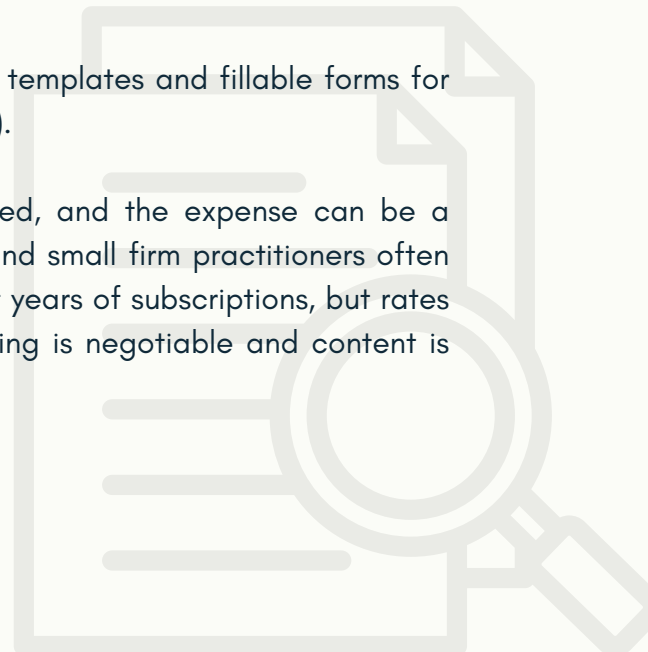 templates and fillable forms for
).
ed, and the expense can be a
nd small firm practitioners often
years of subscriptions, but rates
ing is negotiable and content is